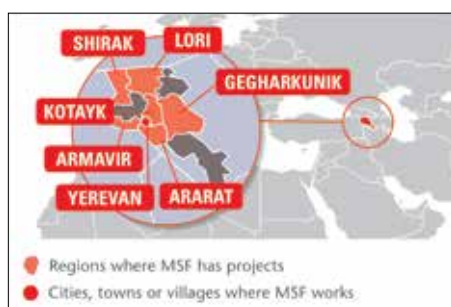 SHIRAK
LORI
GEGHARKUNIK
KOTAYK
ARMAVIR
YEREVAN
ARARAT
Regions where MSF has projects
Cities, towns or villages where MSF works